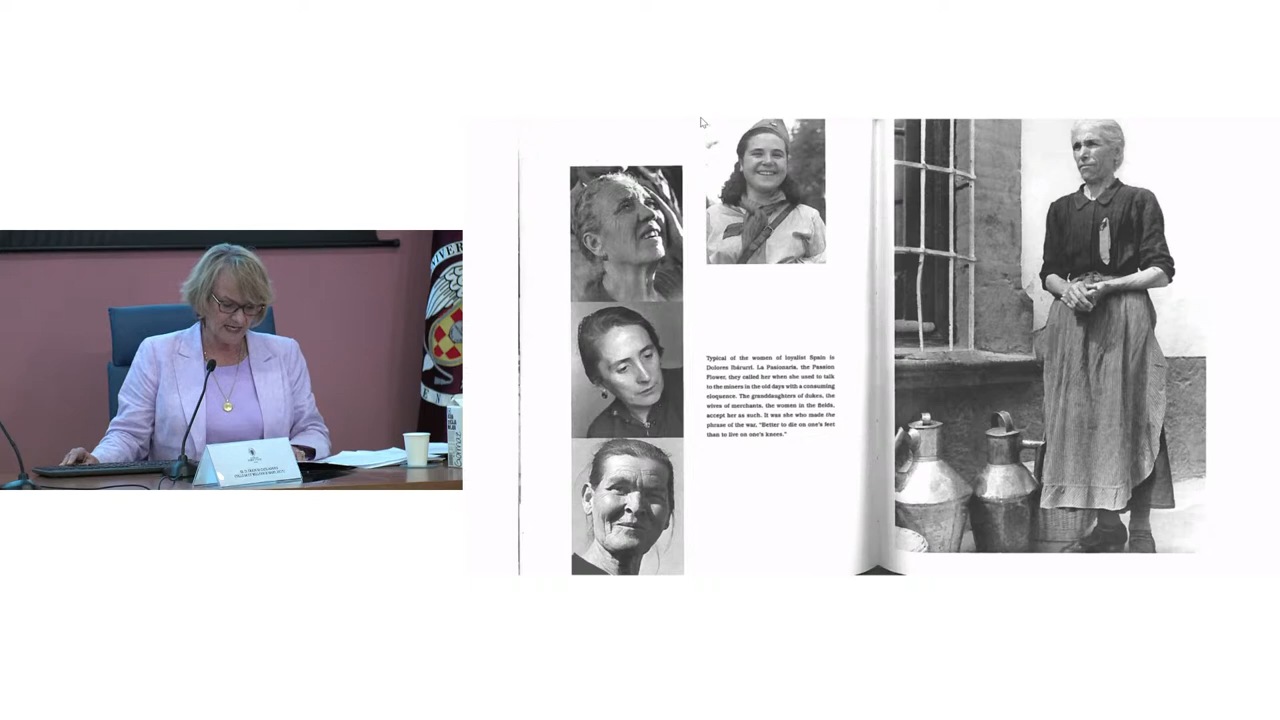 Typical of the women of loyalist Spain is
Dolores Ibárurri. La Pasionaria, the Passion
Flower, they called her when she used to talk
to the miners in the old days with a consuming
eloquence. The granddaughters of dukes, the
wives of merchants, the women in the fields,
accept her as such. It was she who made the
phrase of the war, "Better to die on one's feet
than to live on one's knees."